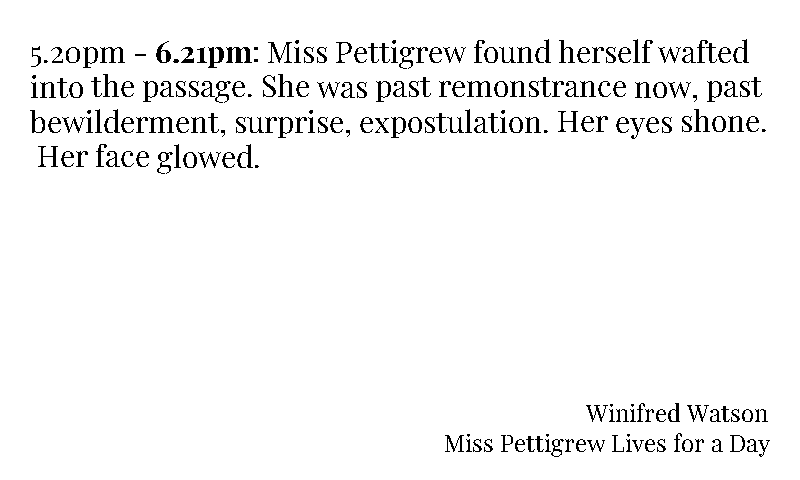 5.20pm – 6.21pm: Miss Pettigrew found herself wafted
into the passage. She was past remonstrance now, past
bewilderment, surprise, expostulation. Her eyes shone.
Her face glowed.
Winifred Watson
Miss Pettigrew Lives for a Day